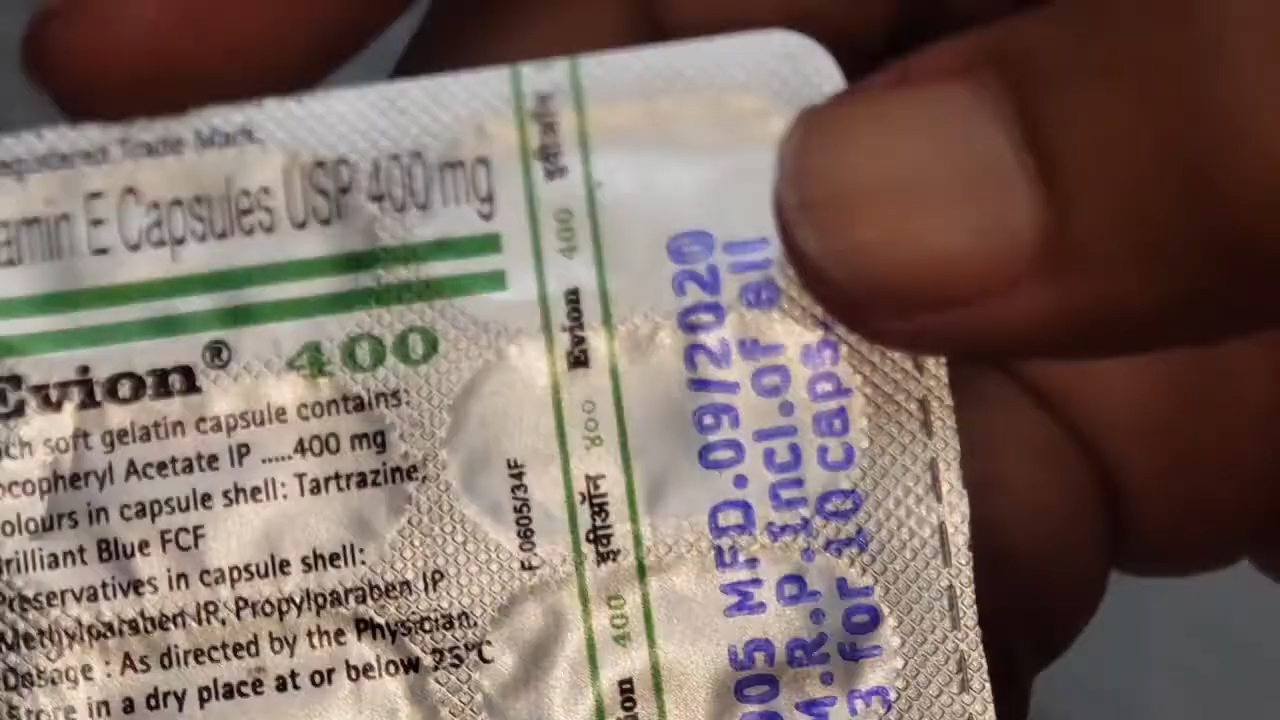 egistered Trade Mark
amin E Capsules USP 400 mg
Evion® 400
ch soft gelatin capsule contains:
ocopheryl Acetate IP .....400 mg
olours in capsule shell: Tartrazine,
rilliant Blue FCF
Preservatives in capsule shell:
Methylparaben IP, Propylparaben IP
Dosage : As directed by the Physician.
Store in a dry place at or below 25°C
F.0605/34F
ion 400 इवीऑन ४०० Evion 400 इवीऑन
005 MFD.09/2020
M.R.P.Incl.of all
3 for 10 caps.